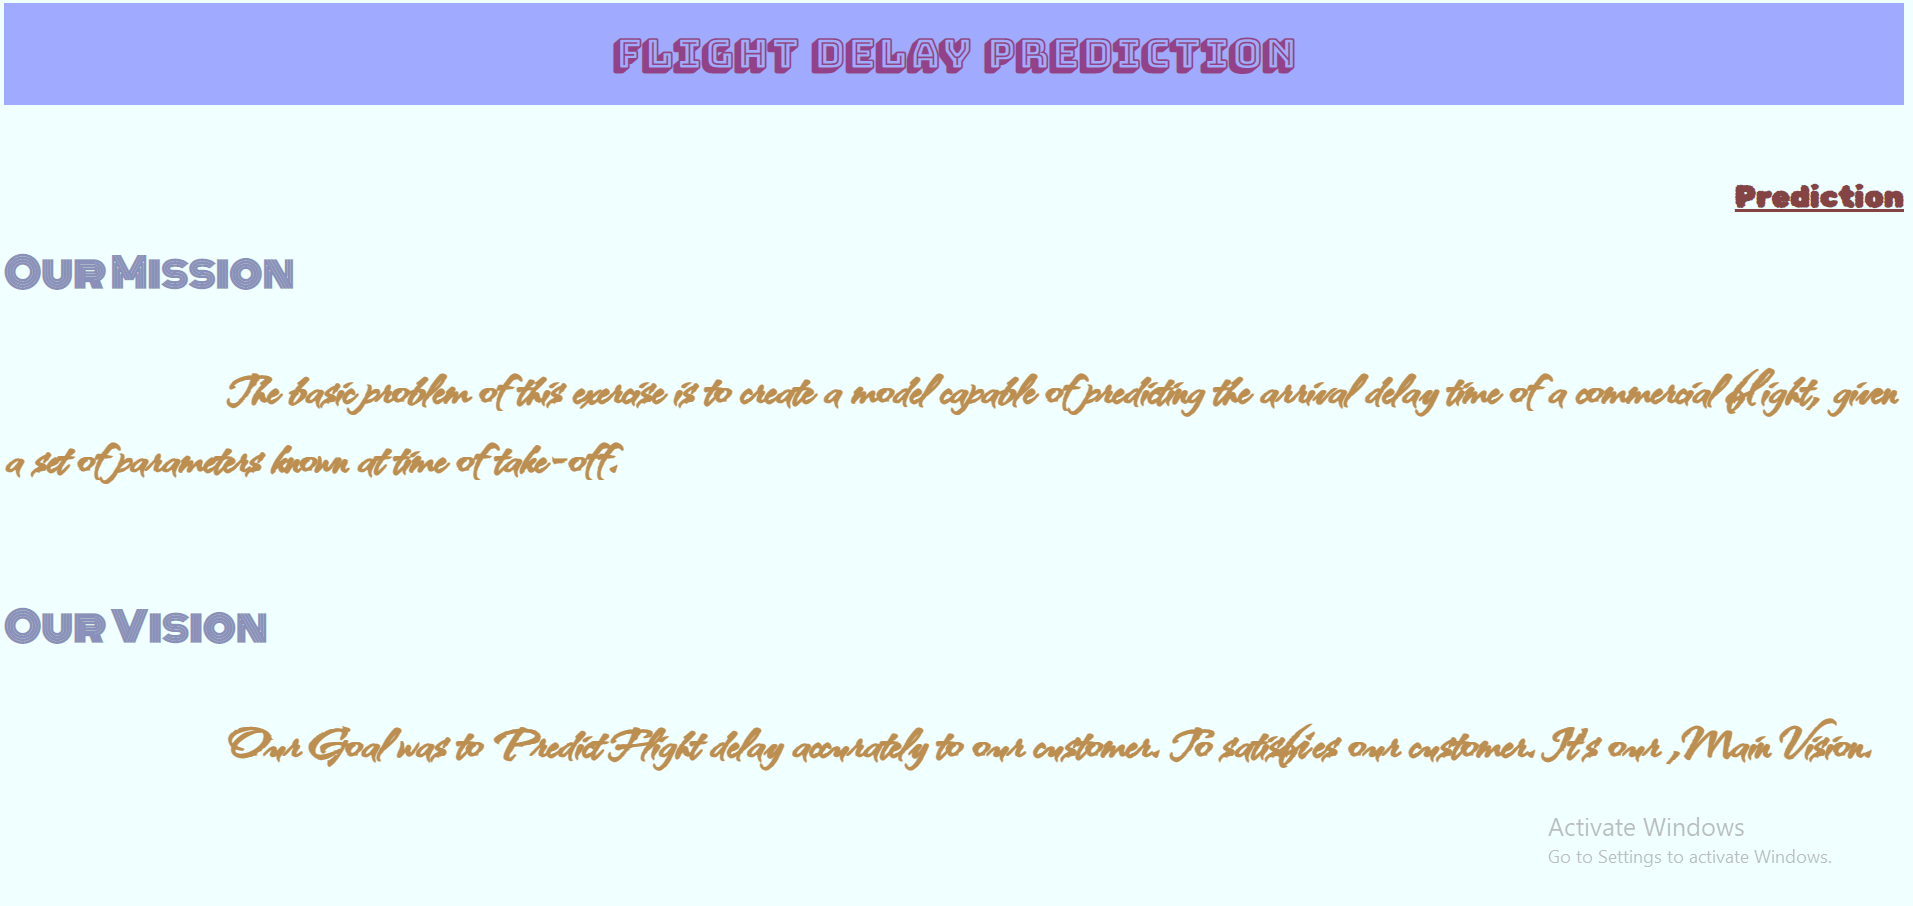 FLIGHT DELAY PREDICTION
Prediction
Our Mission
The basic problem of this exercise is to create a model capable of predicting the arrival delay time of a commercial flight, given
a set of parameters known at time of take-off.
Our Vision
Our Goal was to Predict Flight delay accurately to our customer. To satisfies our customer. It's our ,Main Vision.
Activate Windows
Go to Settings to activate Windows.